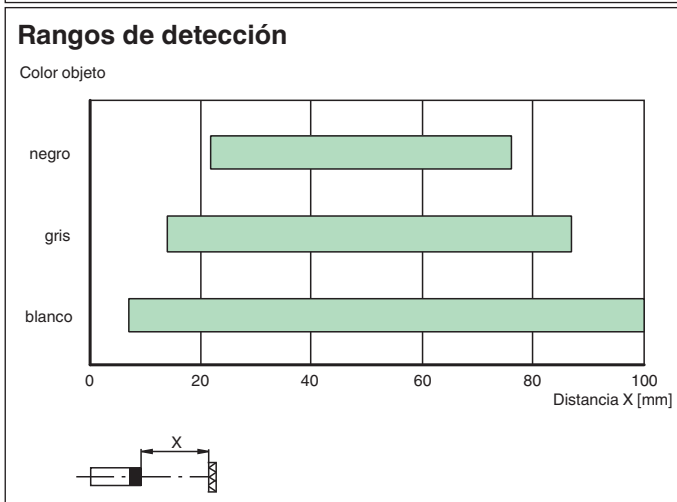 Rangos de detección
Color objeto
negro
gris
blanco
0 20 40 60 80 100
Distancia X [mm]
X